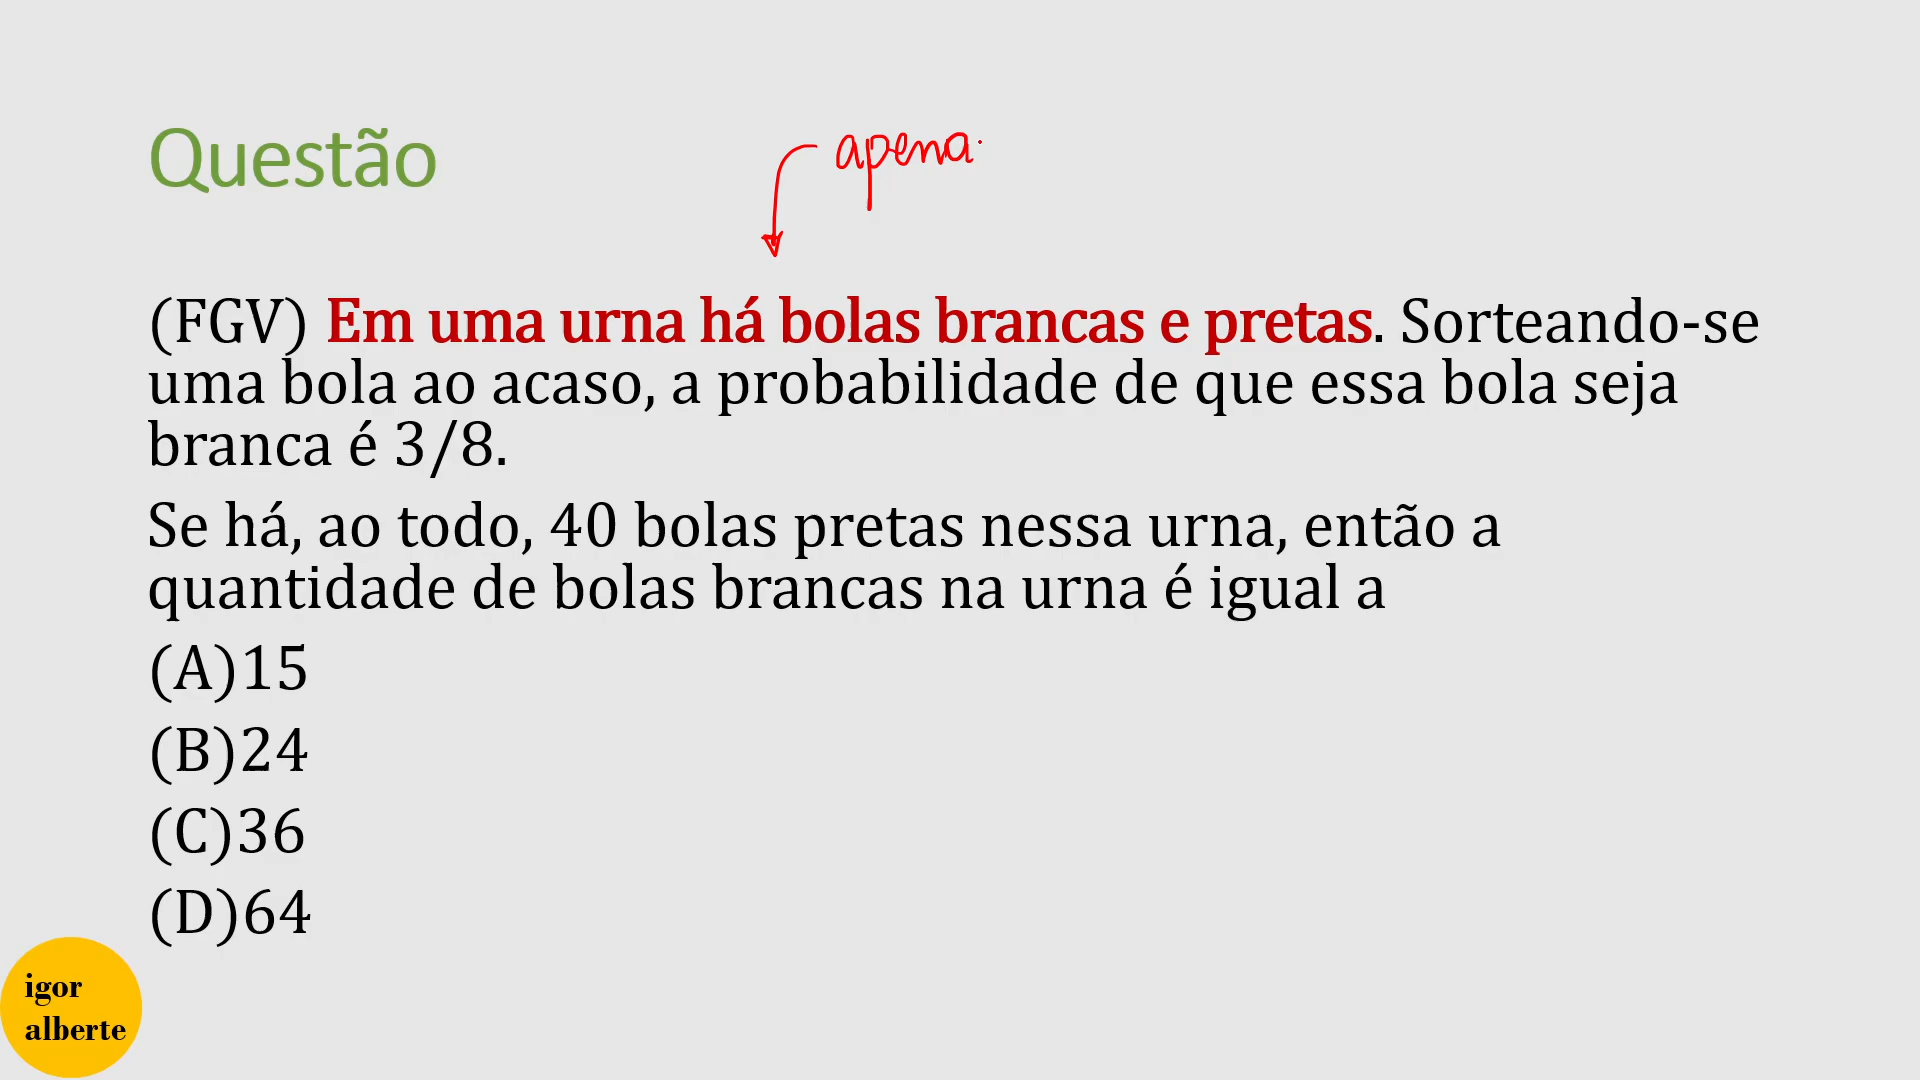 Questão
apena
(FGV) Em uma urna há bolas brancas e pretas. Sorteando-se
uma bola ao acaso, a probabilidade de que essa bola seja
branca é 3/8.
Se há, ao todo, 40 bolas pretas nessa urna, então a
quantidade de bolas brancas na urna é igual a
(A)15
(B)24
(C)36
(D)64
igor
alberte